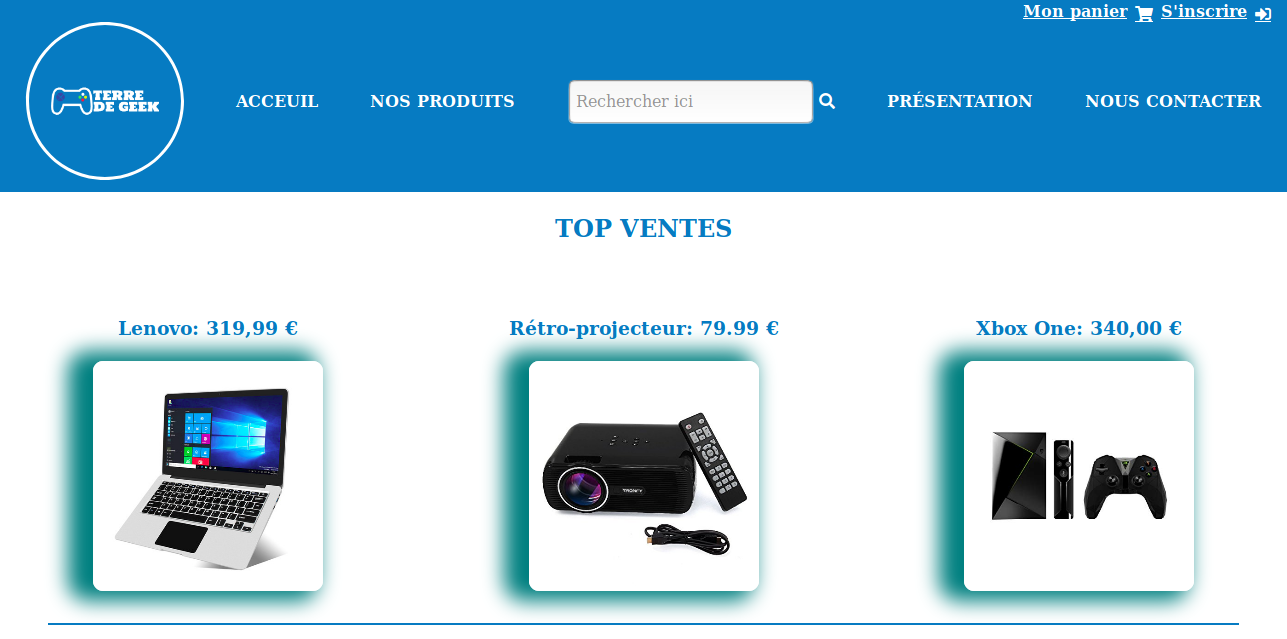 Mon panier S'inscrire
TERRE
DE GEEK
ACCEUIL NOS PRODUITS Rechercher ici PRÉSENTATION NOUS CONTACTER
TOP VENTES
Lenovo: 319,99 € Rétro-projecteur: 79.99 € Xbox One: 340,00 €
TRONFY